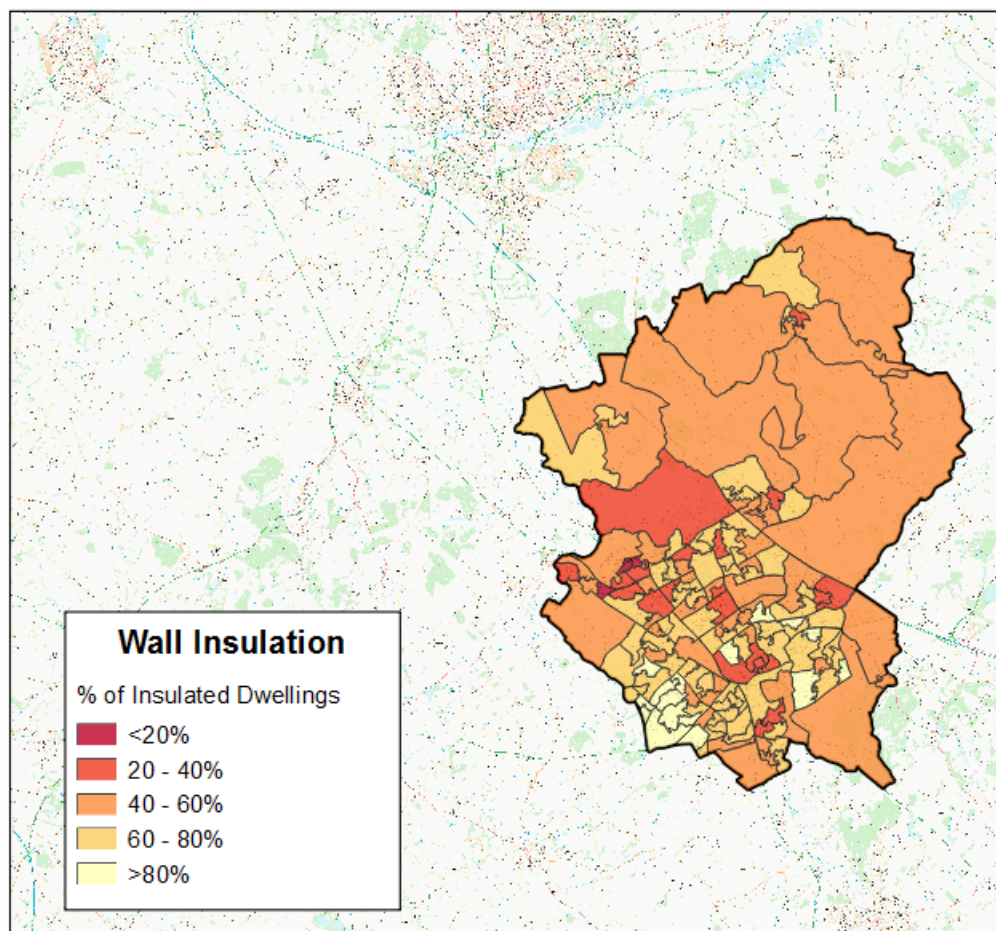 Wall Insulation
% of Insulated Dwellings
<20%
20 - 40%
40 - 60%
60 - 80%
>80%